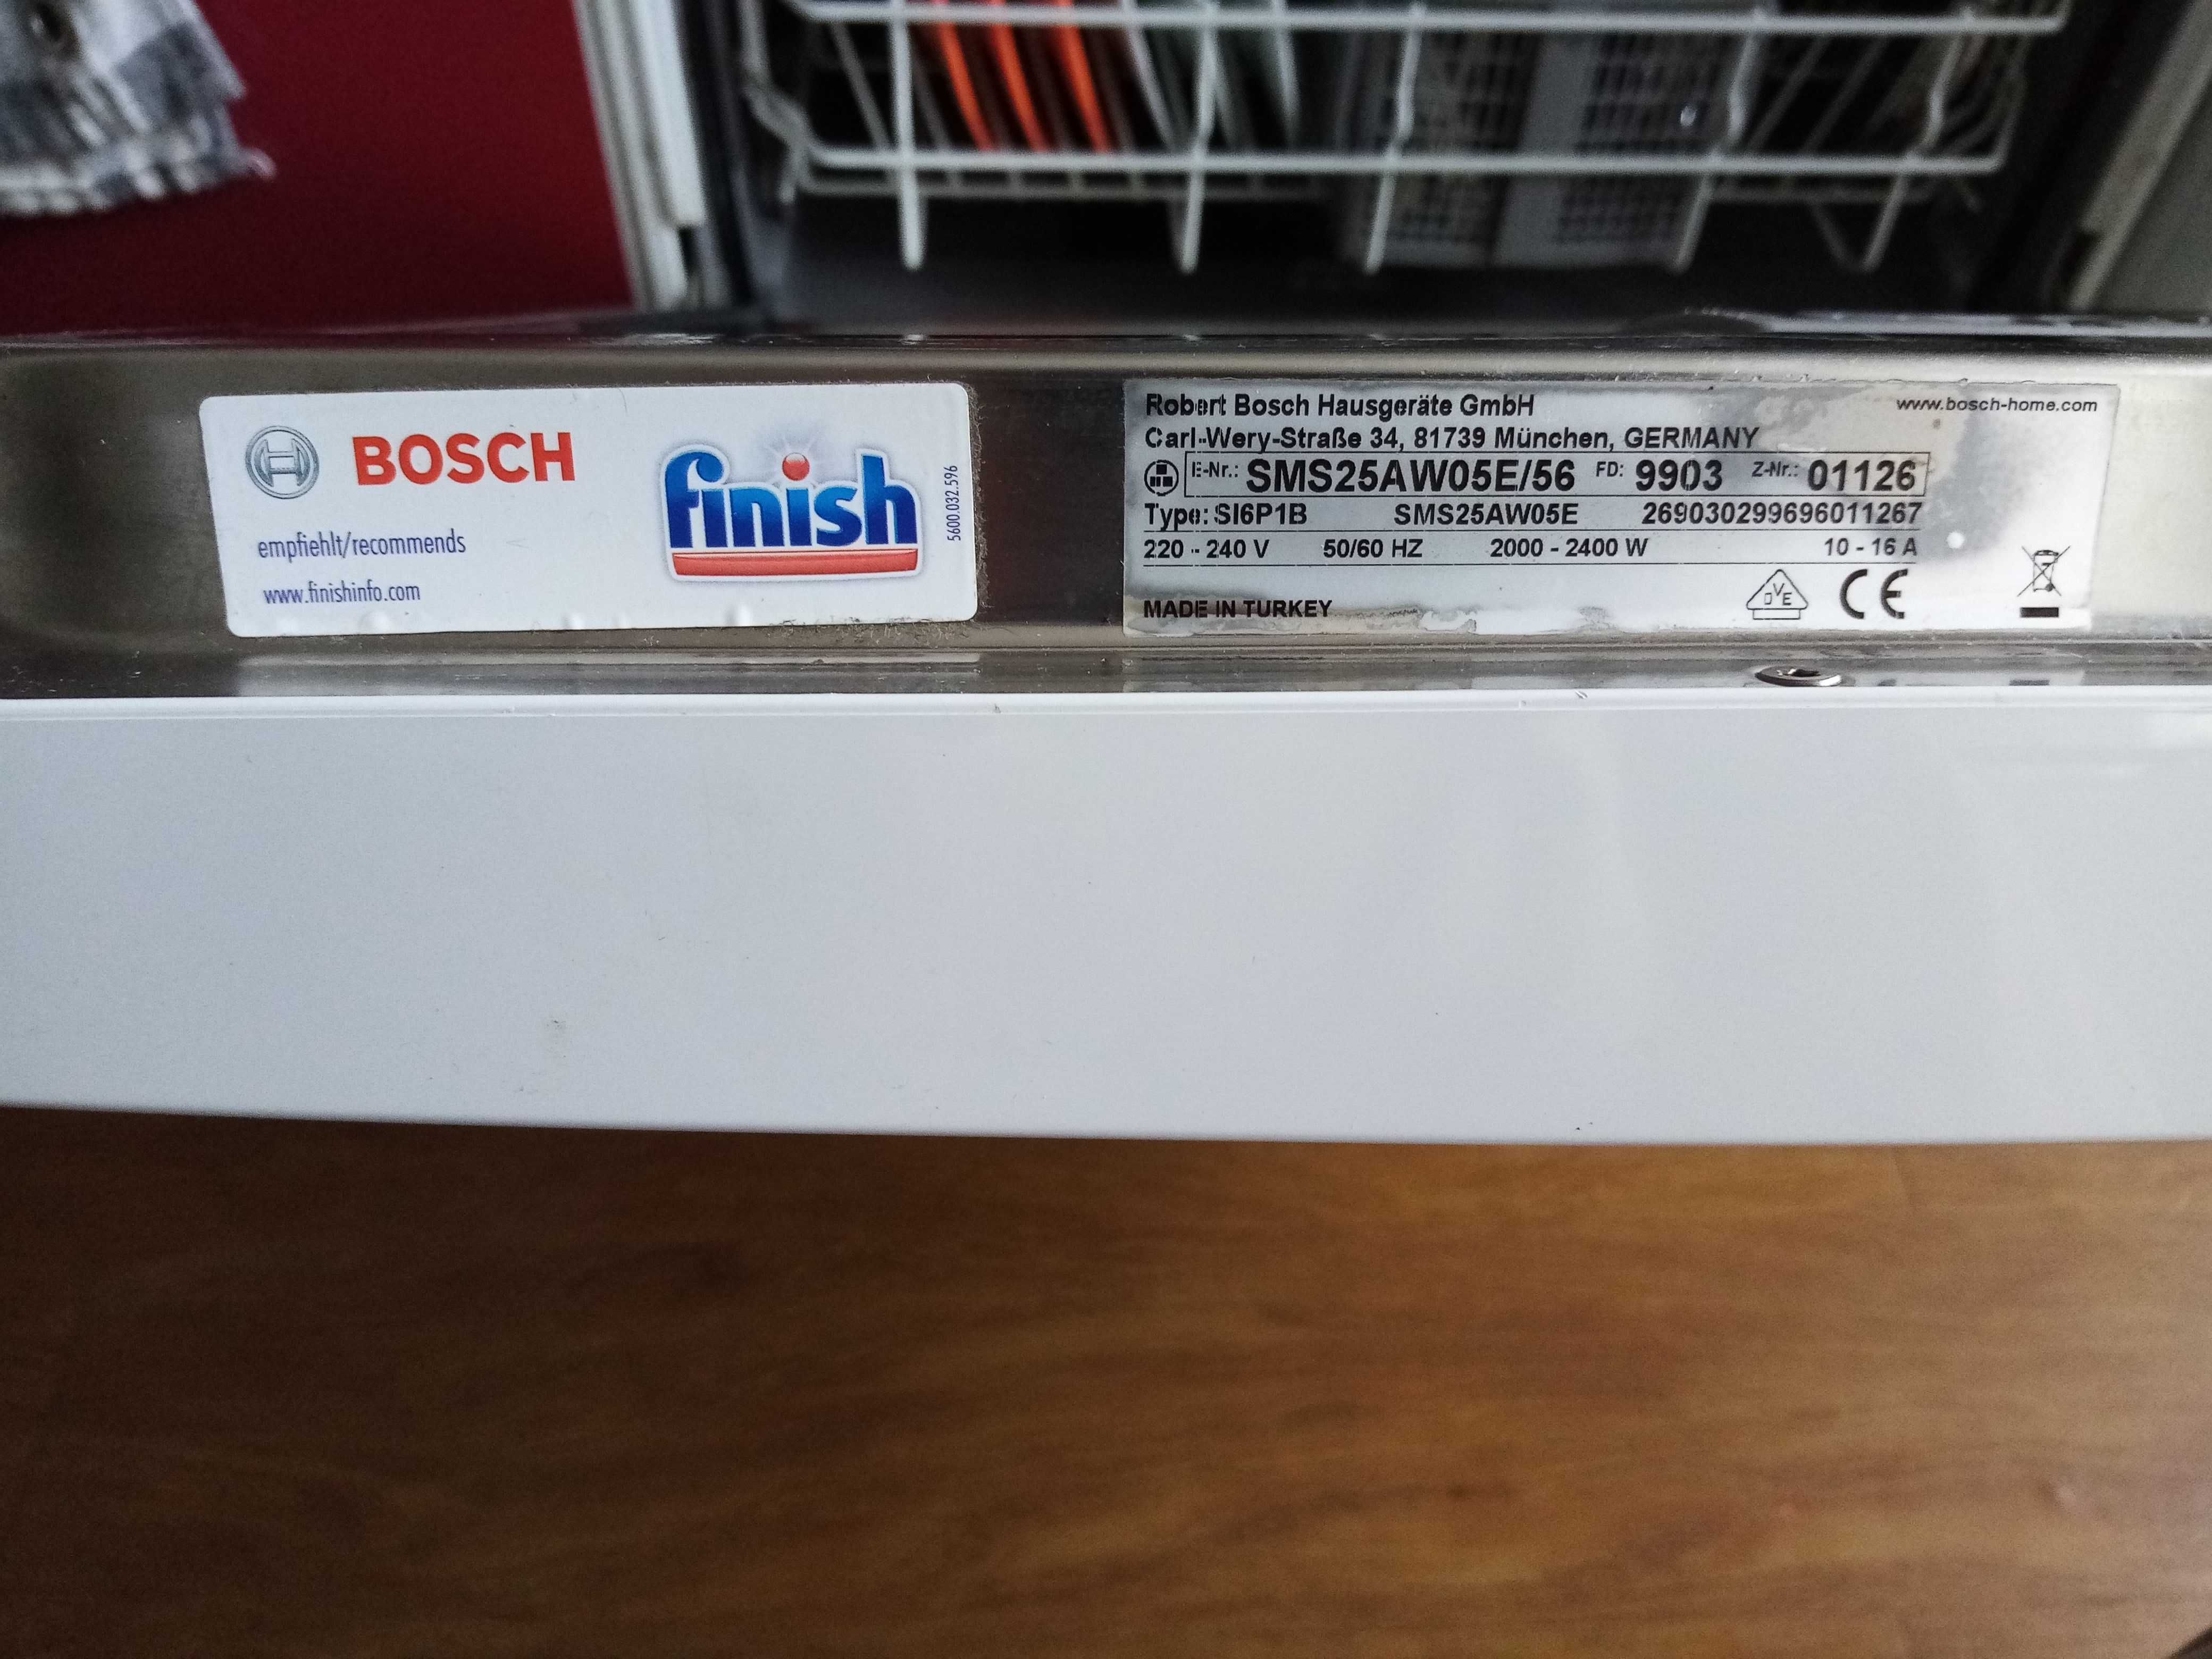 BOSCH
empfiehlt/recommends
www.finishinfo.com
finish
5600.032.596
Robert Bosch Hausgeräte GmbH
www.bosch-home.com
Carl-Wery-Straße 34, 81739 München, GERMANY
E-Nr.: SMS25AW05E/56 FD: 9903 Z-Nr.: 01126
Type: SI6P1B SMS25AW05E 269030299696011267
220 - 240 V 50/60 HZ 2000 - 2400 W 10 - 16 A
MADE IN TURKEY
DVE
CE